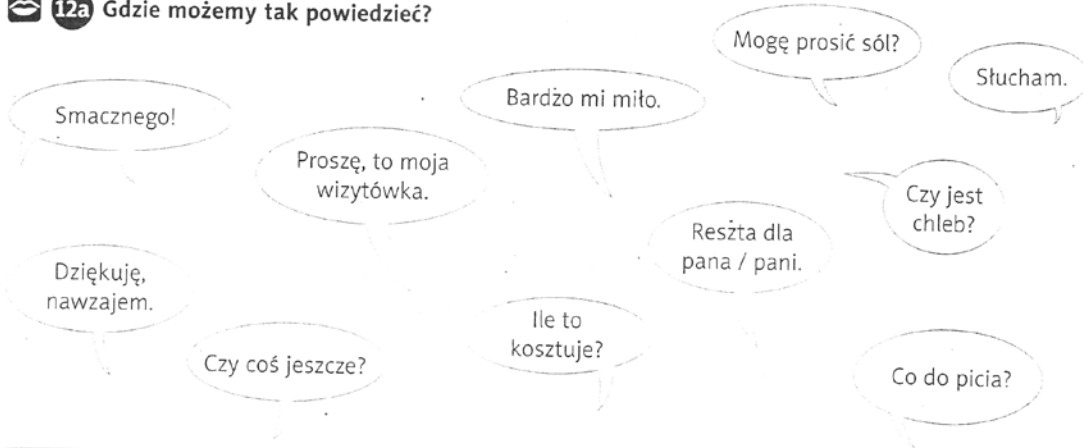 12a Gdzie możemy tak powiedzieć?
Mogę prosić sól?
Słucham.
Bardzo mi miło.
Smacznego!
Proszę, to moja
wizytówka.
Czy jest
chleb?
Reszta dla
pana / pani.
Dziękuję,
nawzajem.
Ile to
kosztuje?
Czy coś jeszcze?
Co do picia?